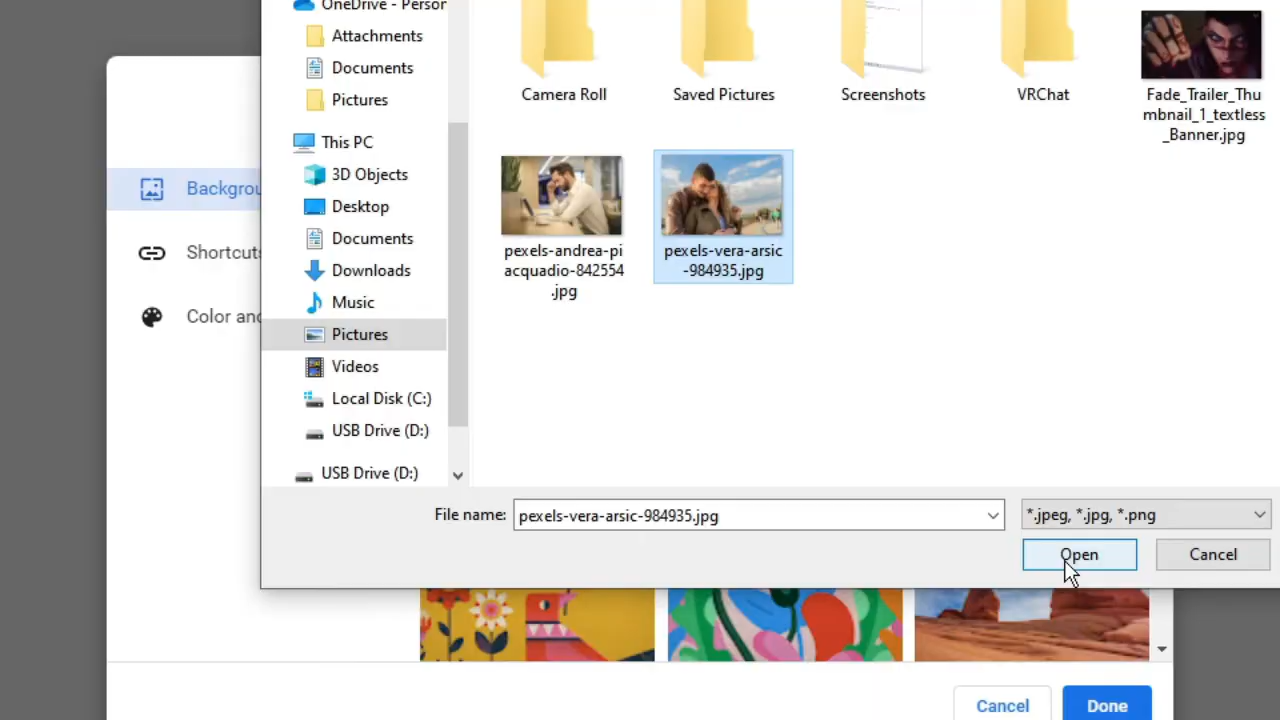 OneDrive - Person
Attachments
Documents
Pictures
This PC
3D Objects
Desktop
Documents
Downloads
Music
Pictures
Videos
Local Disk (C:)
USB Drive (D:)
USB Drive (D:)
Camera Roll
Saved Pictures
Screenshots
VRChat
Fade_Trailer_Thu
mbnail_1_textless
_Banner.jpg
pexels-andrea-pi
acquadio-842554
.jpg
pexels-vera-arsic
-984935.jpg
Backgrou
Shortcuts
Color and
File name:
pexels-vera-arsic-984935.jpg
*.jpeg, *.jpg, *.png
Open
Cancel
Cancel
Done